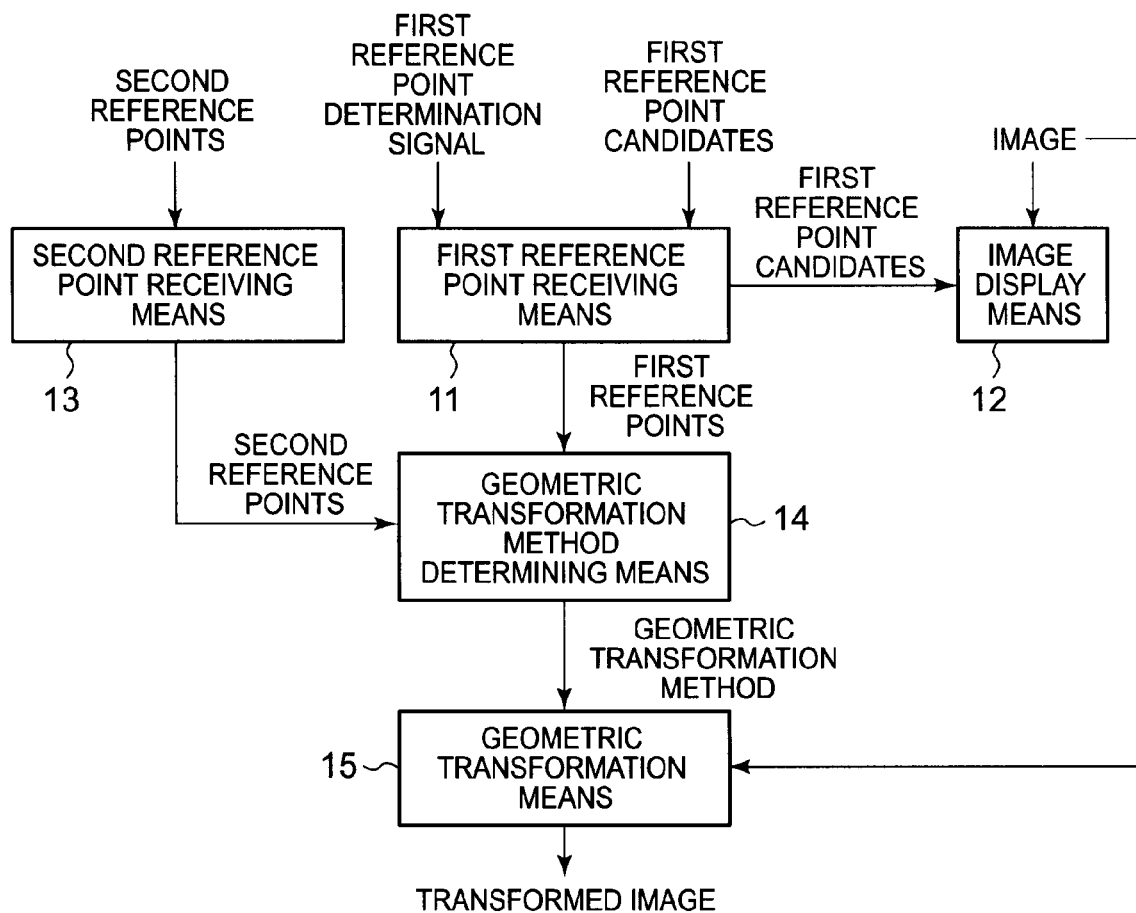 SECOND
REFERENCE
POINTS
FIRST
REFERENCE
POINT
DETERMINATION
SIGNAL
FIRST
REFERENCE
POINT
CANDIDATES
IMAGE
FIRST
REFERENCE
POINT
CANDIDATES
SECOND REFERENCE
POINT RECEIVING
MEANS
13
FIRST REFERENCE
POINT RECEIVING
MEANS
11
IMAGE
DISPLAY
MEANS
12
FIRST
REFERENCE
POINTS
SECOND
REFERENCE
POINTS
GEOMETRIC
TRANSFORMATION
METHOD
DETERMINING MEANS
14
GEOMETRIC
TRANSFORMATION
METHOD
15
GEOMETRIC
TRANSFORMATION
MEANS
TRANSFORMED IMAGE